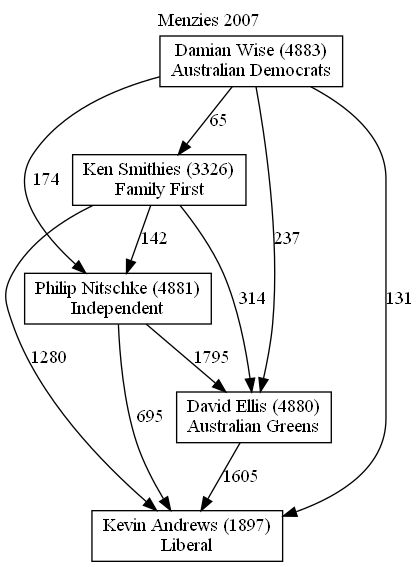 Menzies 2007
Damian Wise (4883)
Australian Democrats
65
Ken Smithies (3326)
Family First
174
142
237
Philip Nitschke (4881)
Independent
314
131
1280
1795
David Ellis (4880)
Australian Greens
695
1605
Kevin Andrews (1897)
Liberal